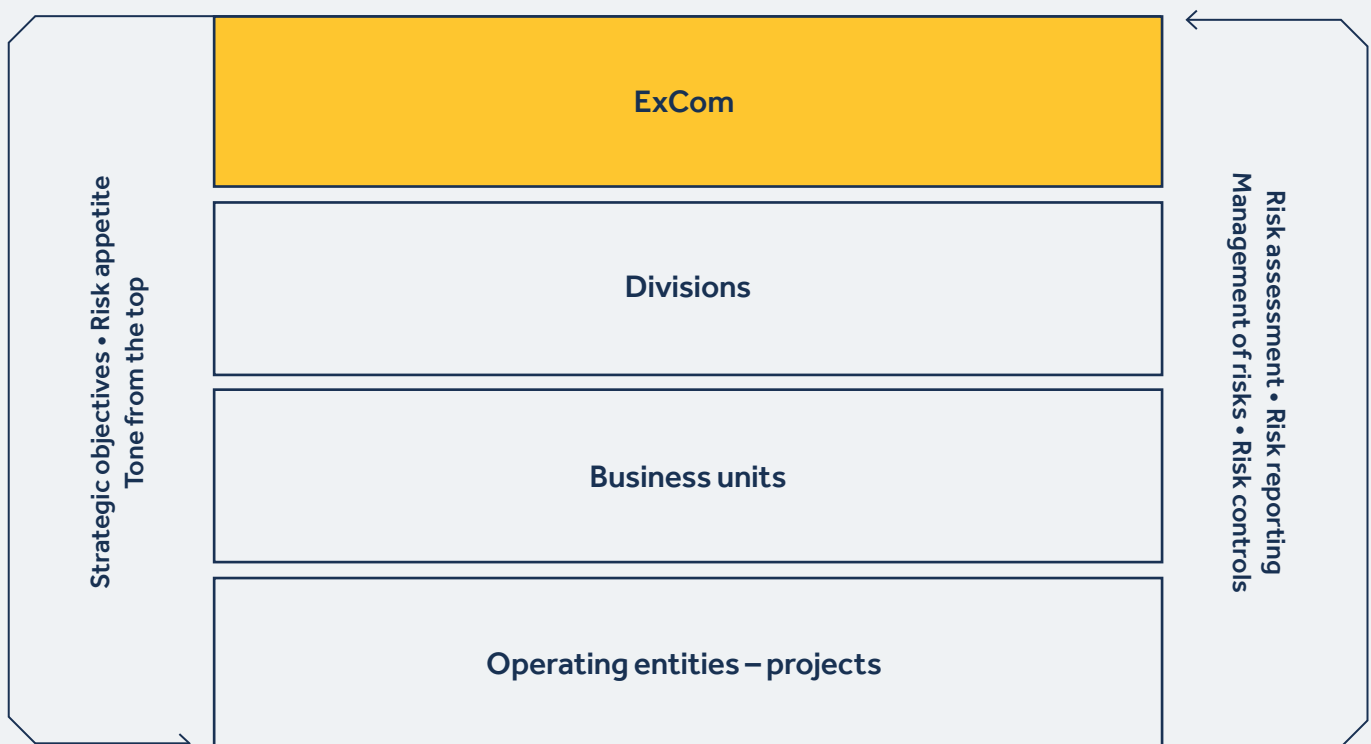 ExCom
Divisions
Business units
Operating entities – projects
Strategic objectives • Risk appetite
Tone from the top
Risk assessment • Risk reporting
Management of risks • Risk controls